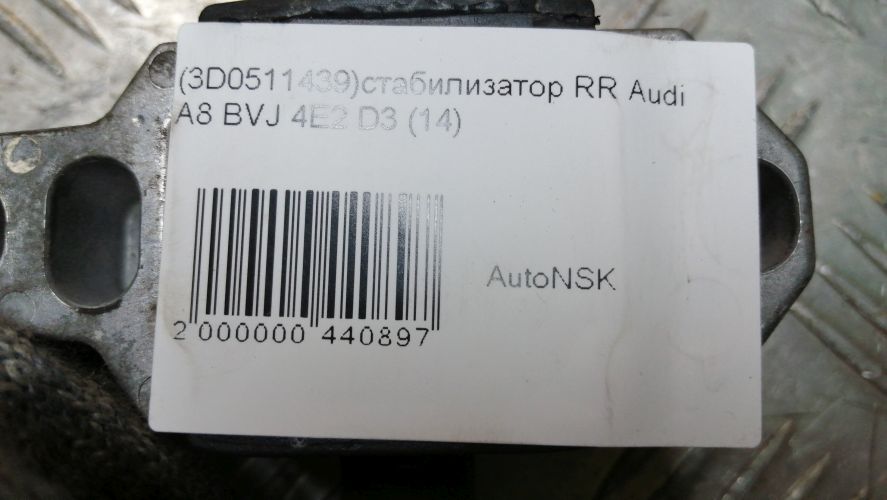 (3D0511439)стабилизатор RR Audi
A8 BVJ 4E2 D3 (14)
AutoNSK
2 000000 440897